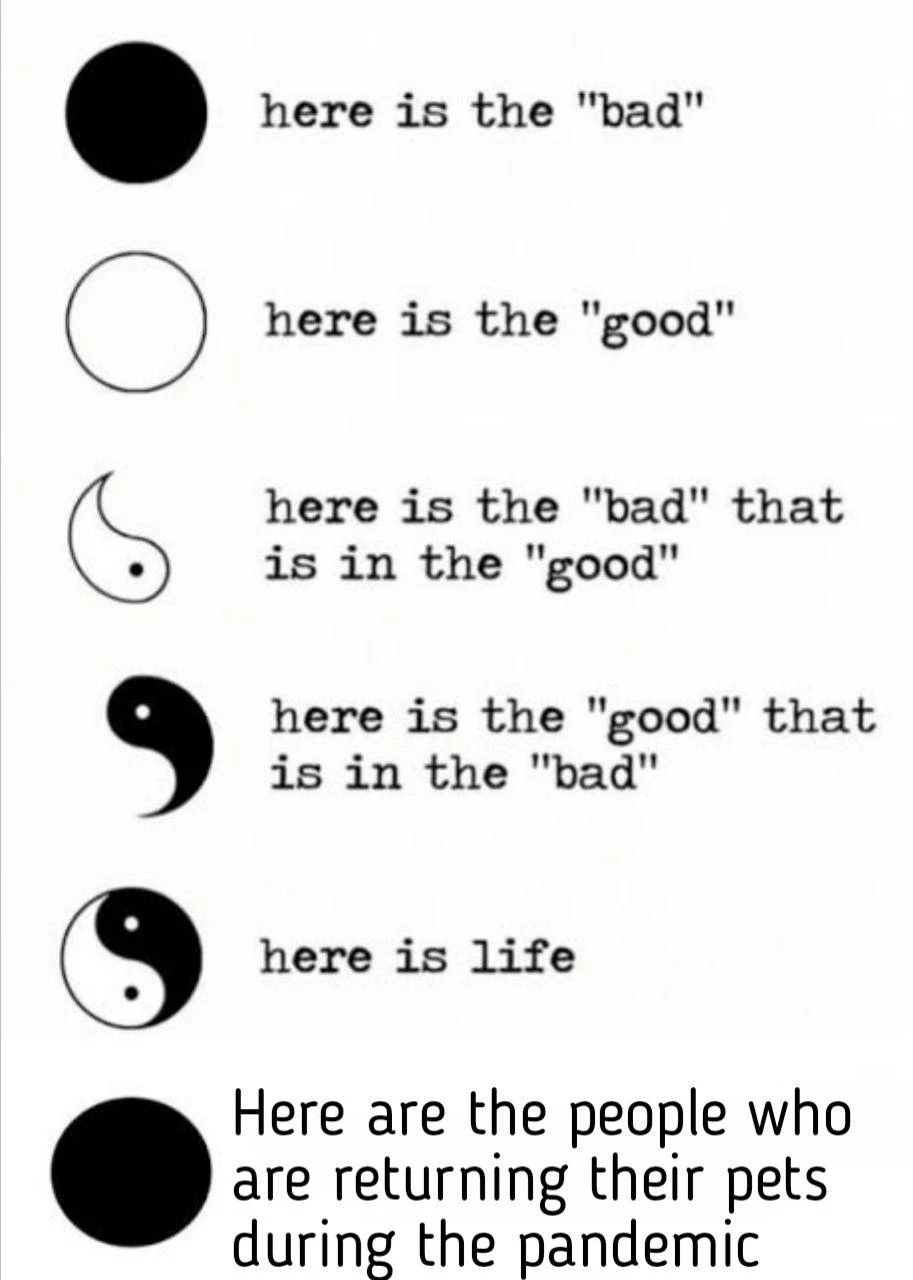 here is the "bad"
here is the "good"
here is the "bad" that
is in the "good"
here is the "good" that
is in the "bad"
here is life
Here are the people who
are returning their pets
during the pandemic